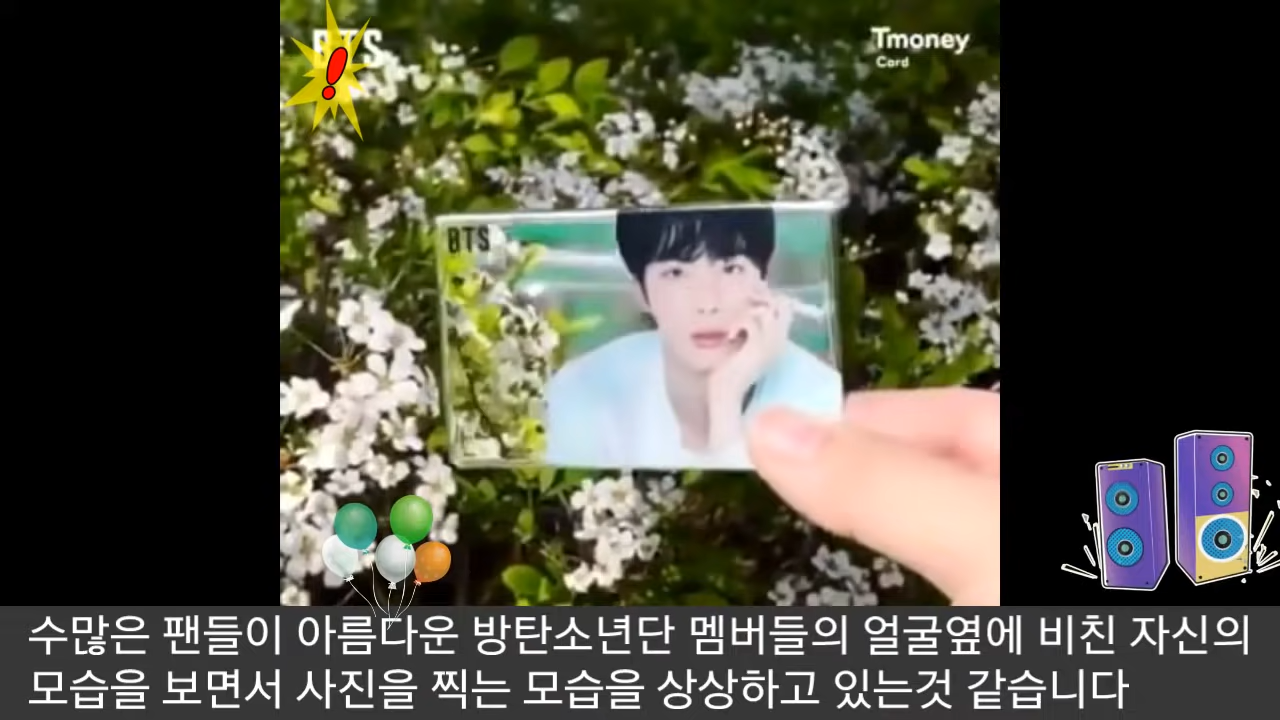 BTS
Tmoney
Card
BTS
수많은 팬들이 아름다운 방탄소년단 멤버들의 얼굴옆에 비친 자신의
모습을 보면서 사진을 찍는 모습을 상상하고 있는것 같습니다